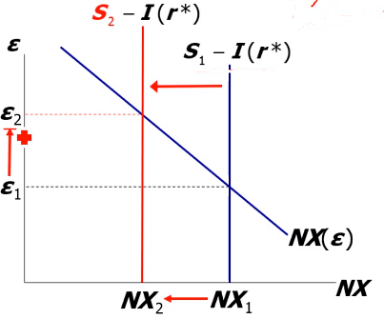 S₂ – I(r*)
S₁ – I(r*)
ε
ε₂
ε₁
NX(ε)
NX
NX₂
NX₁